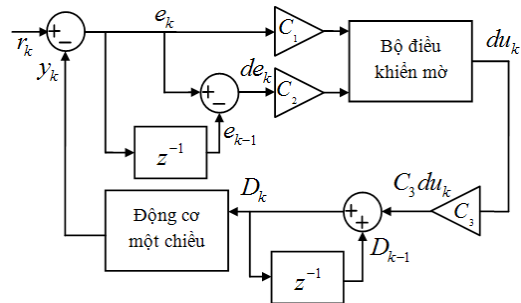 e_k
C_1
r_k
y_k
Bộ điều
khiển mờ
du_k
de_k
C_2
e_{k-1}
z^{-1}
C_3 du_k
C_3
D_k
Động cơ
một chiều
D_{k-1}
z^{-1}